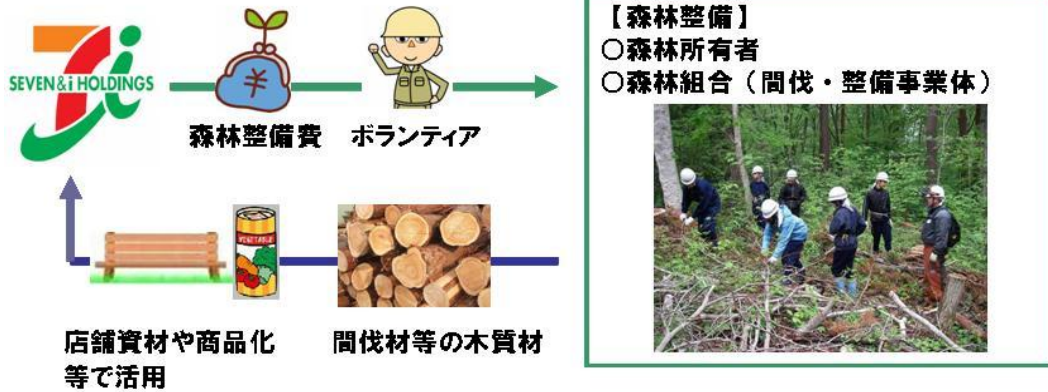 SEVEN&i HOLDINGS
¥
森林整備費
ボランティア
【森林整備】
○森林所有者
○森林組合（間伐・整備事業体）
VEGETABLE
店舗資材や商品化
等で活用
間伐材等の木質材